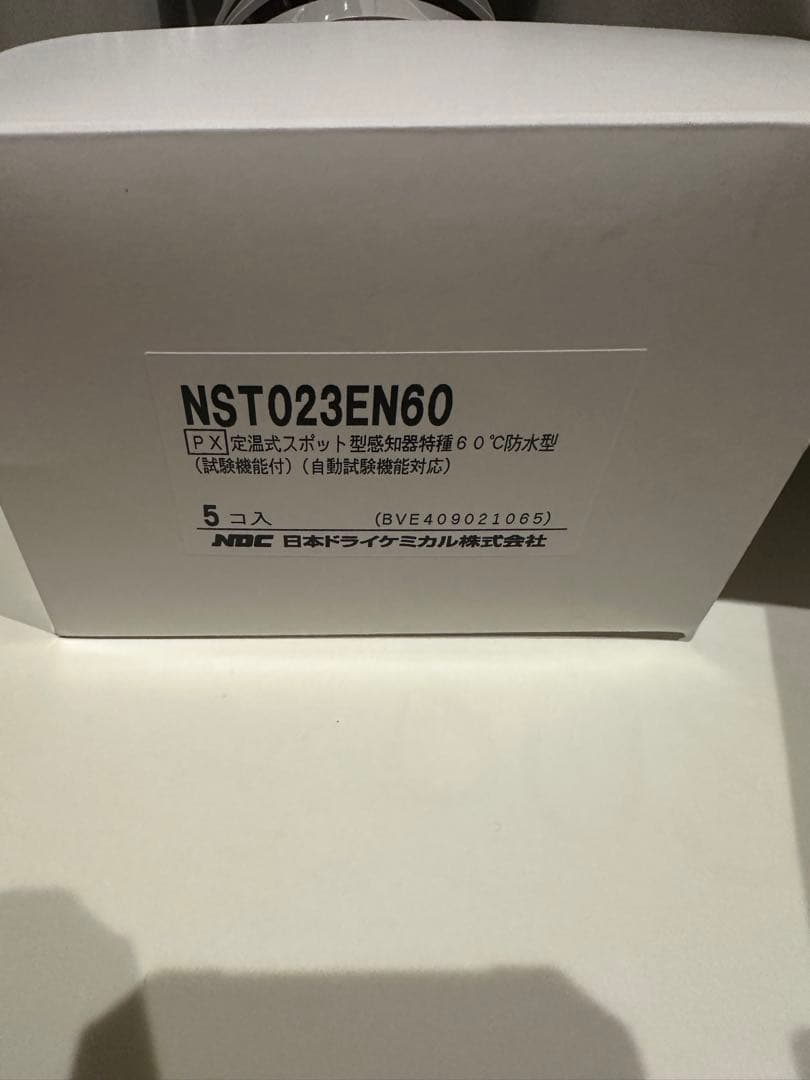 NST023EN60
PX 定温式スポット型感知器特種60℃防水型
(試験機能付)(自動試験機能対応)
5コ入 (BVE409021065)
NDC 日本ドライケミカル株式会社